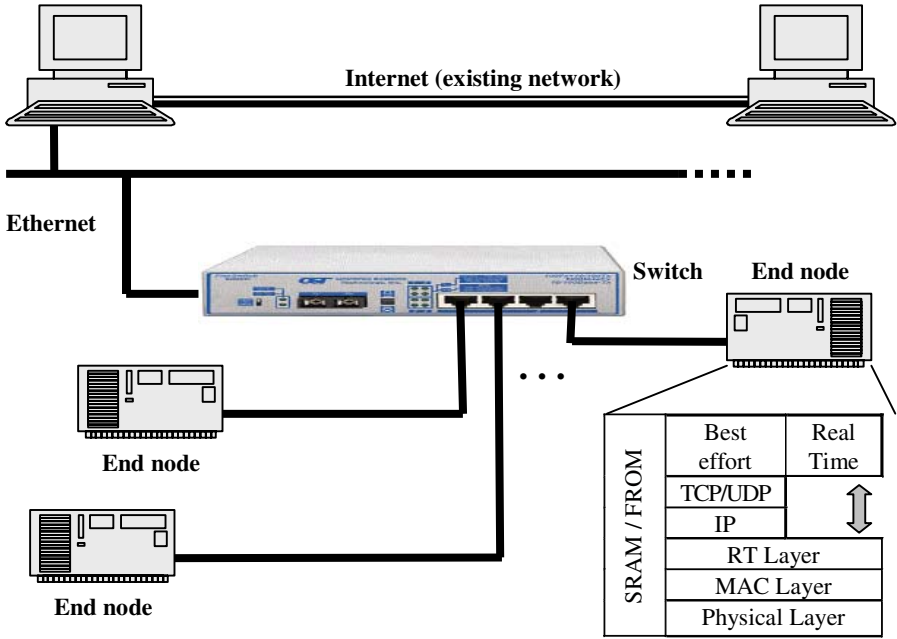 Internet (existing network)
Ethernet
Switch
End node
. . .
End node
End node
SRAM / FROM
Best effort
Real Time
TCP/UDP
IP
RT Layer
MAC Layer
Physical Layer